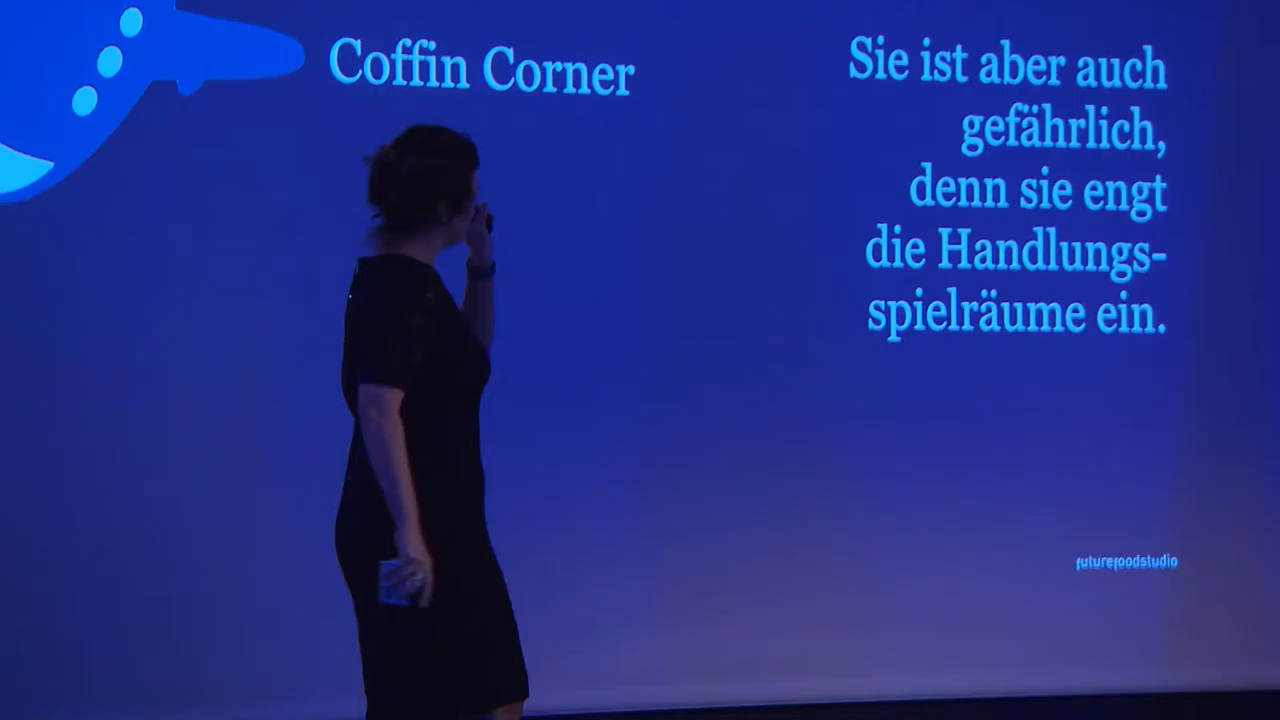 Coffin Corner
Sie ist aber auch
gefährlich,
denn sie engt
die Handlungs-
spielräume ein.
futurefoodstudio